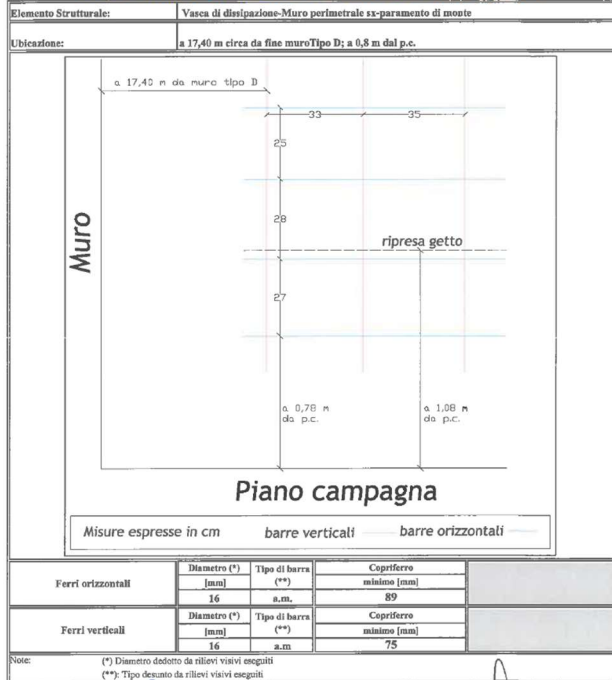 Elemento Strutturale: Vasca di dissipazione-Muro perimetrale sx-paramento di monte
Ubicazione: a 17,40 m circa da fine muroTipo D; a 0,8 m dal p.c.
a 17,40 m da muro tipo D
33 35
25
28
ripresa getto
Muro
27
a 0,78 m
da p.c.
a 1,08 m
da p.c.
Piano campagna
Misure espresse in cm barre verticali barre orizzontali
Ferri orizzontali
Diametro (*) Tipo di barra Copriferro
[mm] (**) minimo [mm]
16 a.m. 89
Ferri verticali
Diametro (*) Tipo di barra Copriferro
[mm] (**) minimo [mm]
16 a.m 75
Note: (*) Diametro dedotto da rilievi visivi eseguiti
(**): Tipo desunto da rilievi visivi eseguiti